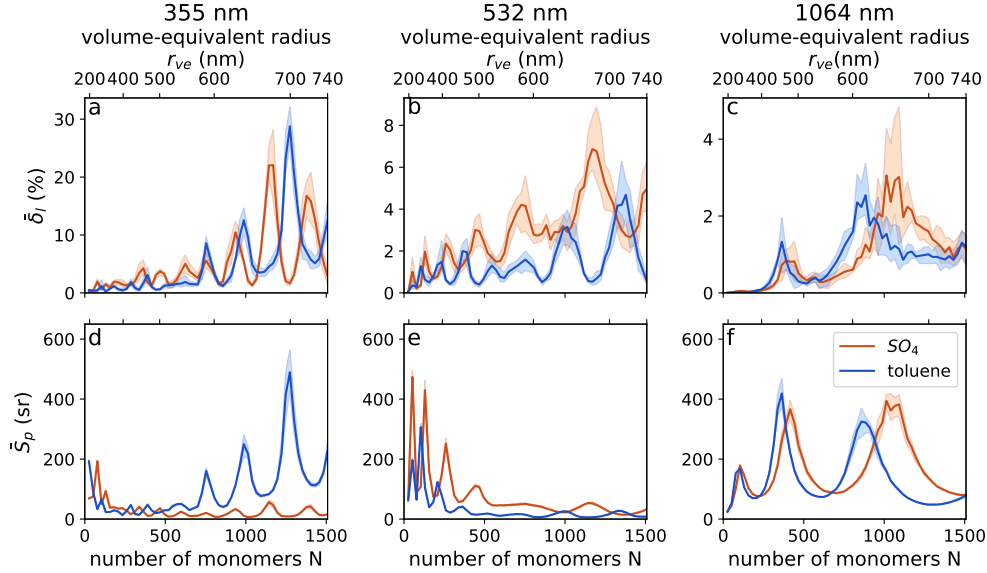 355 nm
532 nm
1064 nm
volume-equivalent radius
volume-equivalent radius
volume-equivalent radius
r_ve (nm)
r_ve (nm)
r_ve(nm)
200 400 500 600 700 740
200 400 500 600 700 740
200 400 500 600 700 740
a
b
c
30
20
10
0
δ̄_l (%)
8
6
4
2
0
4
2
0
d
e
f
600
400
200
0
S̄_p (sr)
600
400
200
0
600
400
200
0
SO₄
toluene
0 500 1000 1500
0 500 1000 1500
0 500 1000 1500
number of monomers N
number of monomers N
number of monomers N